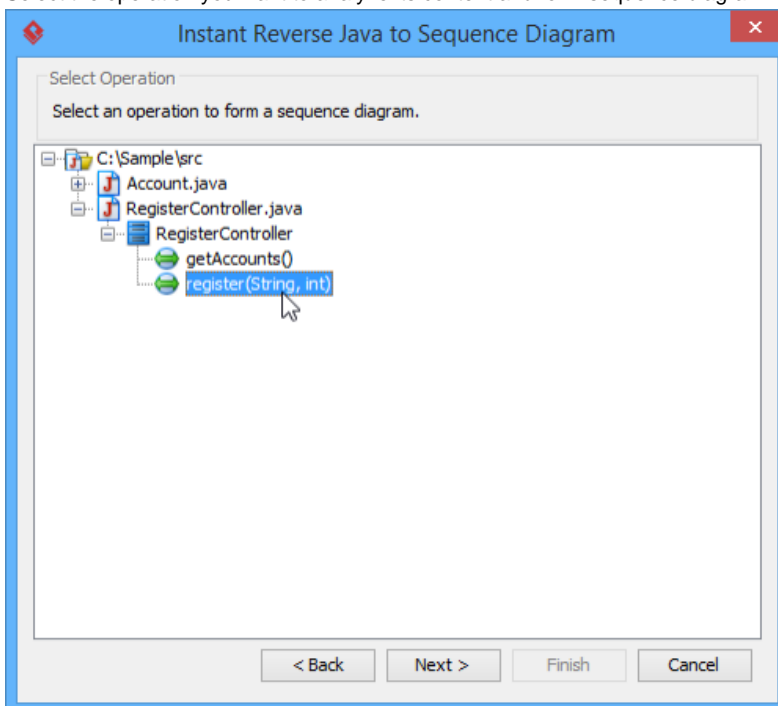 Instant Reverse Java to Sequence Diagram
Select Operation
Select an operation to form a sequence diagram.
C:\Sample\src
Account.java
RegisterController.java
RegisterController
getAccounts()
register(String, int)
< Back Next > Finish Cancel